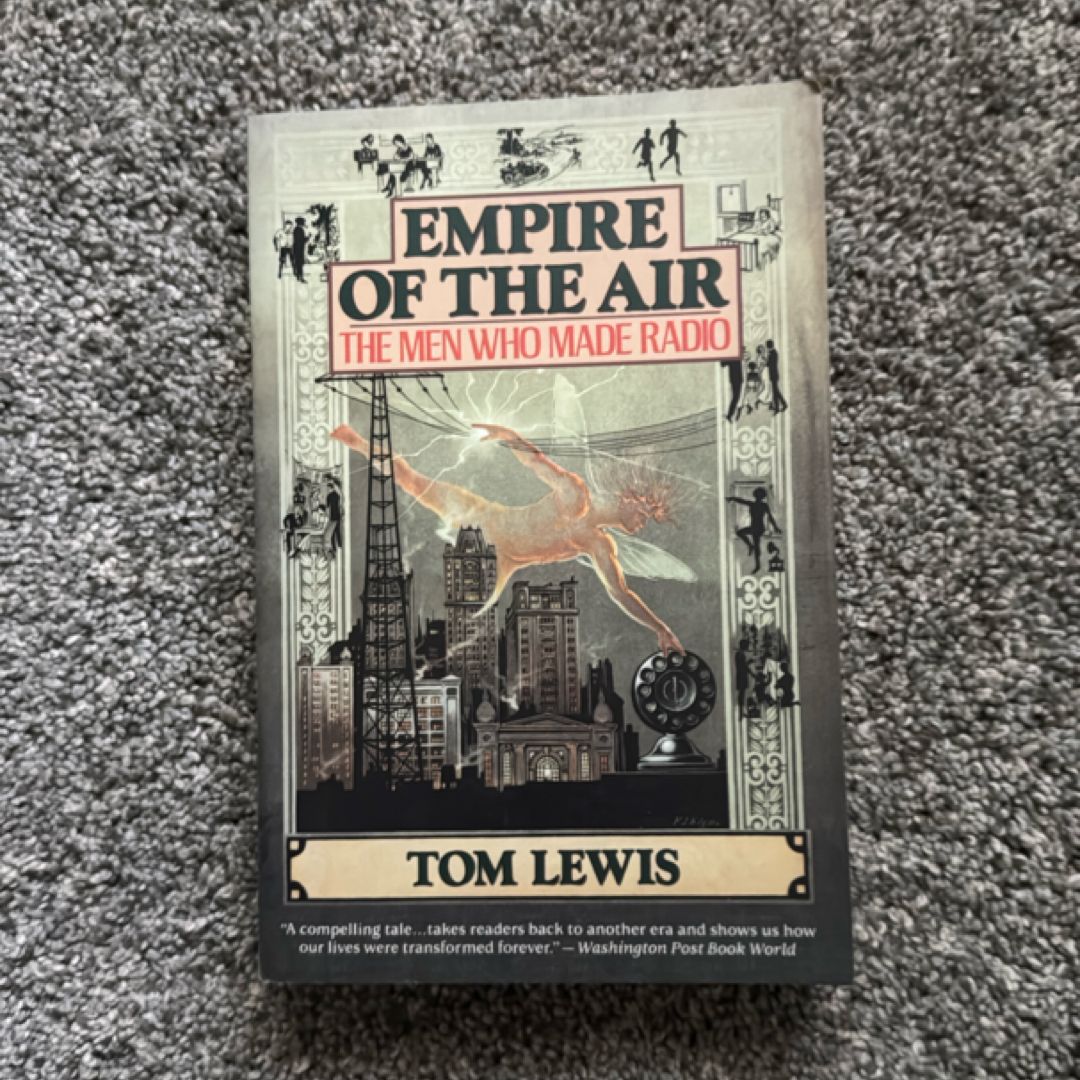 EMPIRE
OF THE AIR
THE MEN WHO MADE RADIO
TOM LEWIS
"A compelling tale...takes readers back to another era and shows us how
our lives were transformed forever."—Washington Post Book World